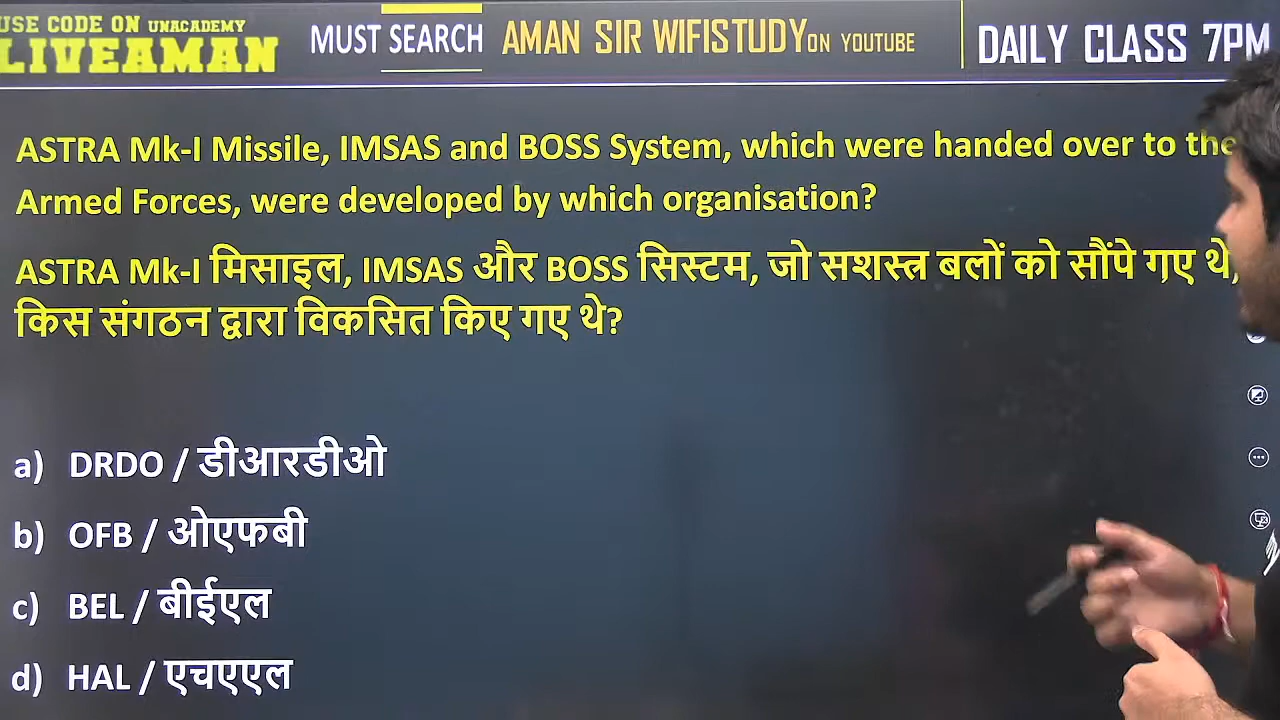 USE CODE ON UNACADEMY
LIVEAMAN
MUST SEARCH
AMAN SIR WIFISTUDY ON YOUTUBE
DAILY CLASS 7PM
ASTRA Mk-I Missile, IMSAS and BOSS System, which were handed over to the
Armed Forces, were developed by which organisation?
ASTRA Mk-I मिसाइल, IMSAS और BOSS सिस्टम, जो सशस्त्र बलों को सौंपे गए थे,
किस संगठन द्वारा विकसित किए गए थे?
a) DRDO / डीआरडीओ
b) OFB / ओएफबी
c) BEL / बीईएल
d) HAL / एचएएल